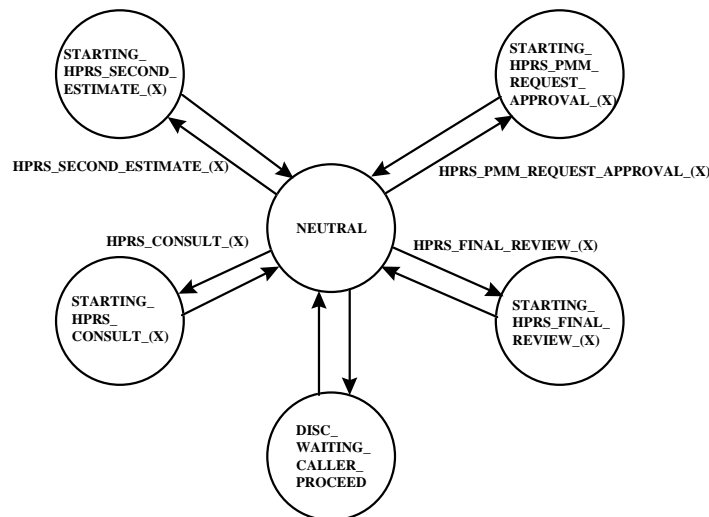 STARTING_
HPRS_SECOND_
ESTIMATE_(X)
STARTING_
HPRS_PMM_
REQUEST_
APPROVAL_(X)
HPRS_SECOND_ESTIMATE_(X)
HPRS_PMM_REQUEST_APPROVAL_(X)
NEUTRAL
HPRS_CONSULT_(X)
HPRS_FINAL_REVIEW_(X)
STARTING_
HPRS_
CONSULT_(X)
STARTING_
HPRS_FINAL_
REVIEW_(X)
DISC_
WAITING_
CALLER_
PROCEED